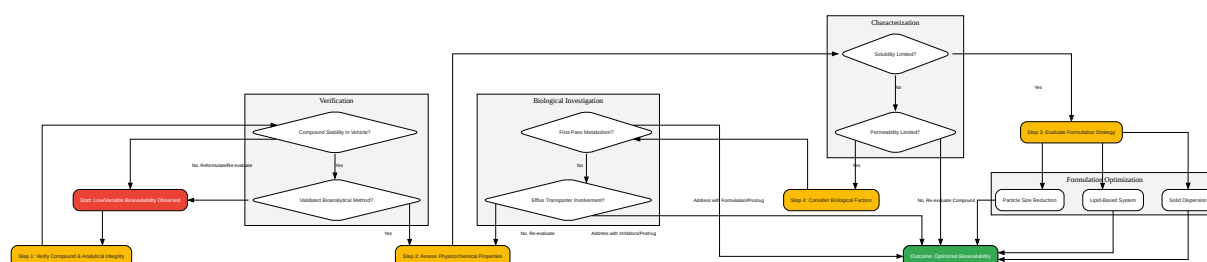 Characterization
Solubility Limited?
No
Yes
Verification
Biological Investigation
Compound Stability in Vehicle?
First-Pass Metabolism?
Permeability Limited?
Step 3: Evaluate Formulation Strategy
No, Reformulate/Re-evaluate
Yes
No
Yes
Formulation Optimization
Start: Low/Variable Bioavailability Observed
Validated Bioanalytical Method?
Efflux Transporter Involvement?
Address with Formulation/Prodrug
Step 4: Consider Biological Factors
No, Re-evaluate Compound
Particle Size Reduction
Lipid-Based System
Solid Dispersion
Yes
No, Re-evaluate
Address with Inhibitors/Prodrug
Step 1: Verify Compound & Analytical Integrity
Step 2: Assess Physicochemical Properties
Outcome: Optimized Bioavailability